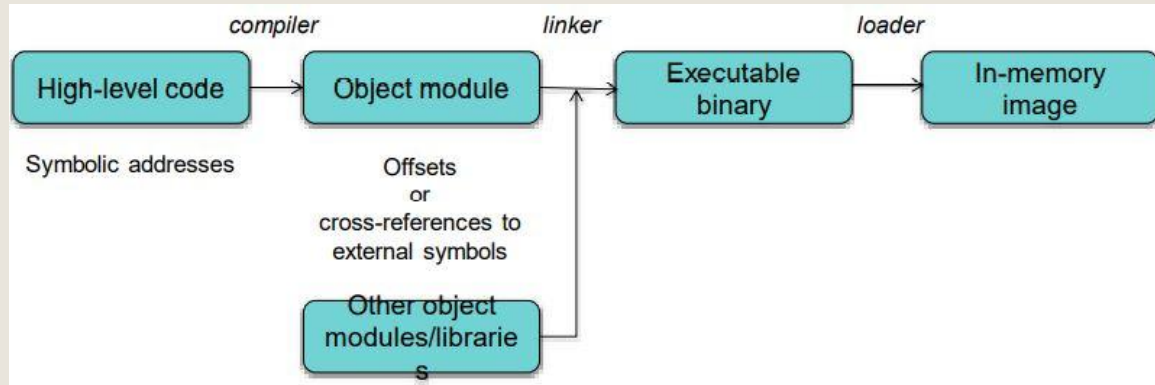 compiler
linker
loader
High-level code
Object module
Executable
binary
In-memory
image
Symbolic addresses
Offsets
or
cross-references to
external symbols
Other object
modules/librarie
s